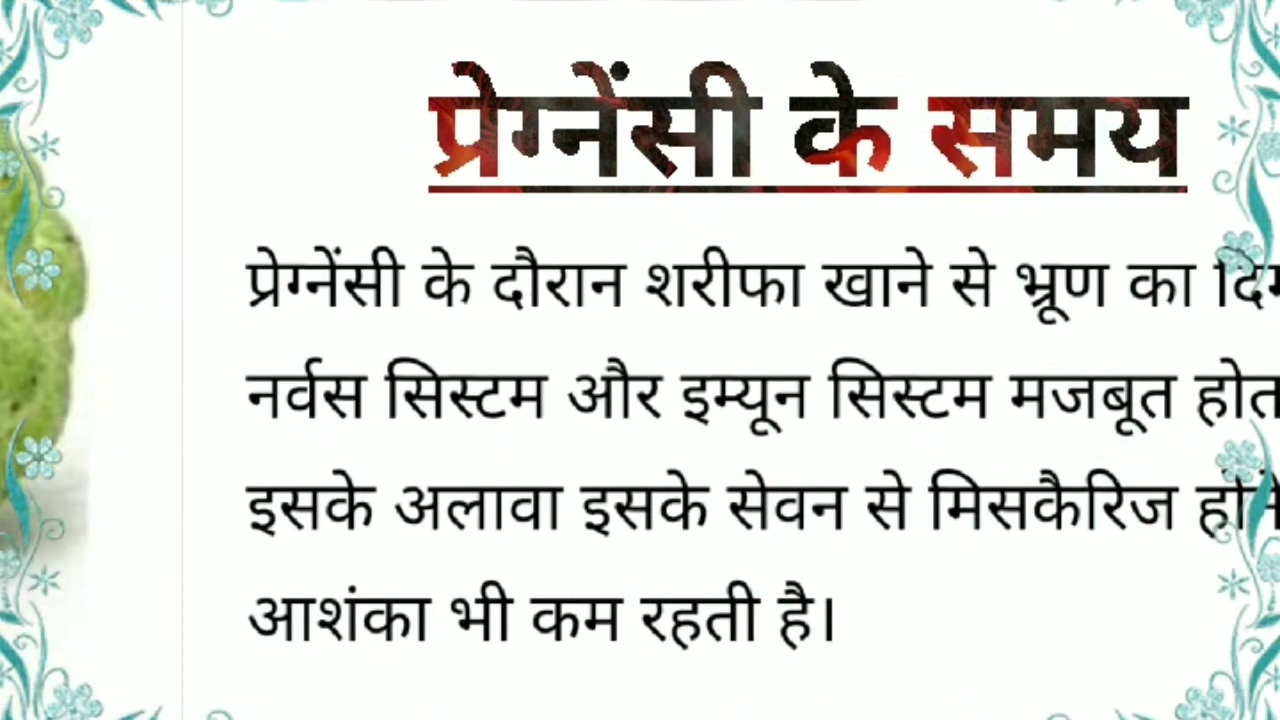 प्रेग्नेंसी के समय
प्रेग्नेंसी के दौरान शरीफा खाने से भ्रूण का
नर्वस सिस्टम और इम्यून सिस्टम मजबूत
इसके अलावा इसके सेवन से मिसकैरिज
आशंका भी कम रहती है।